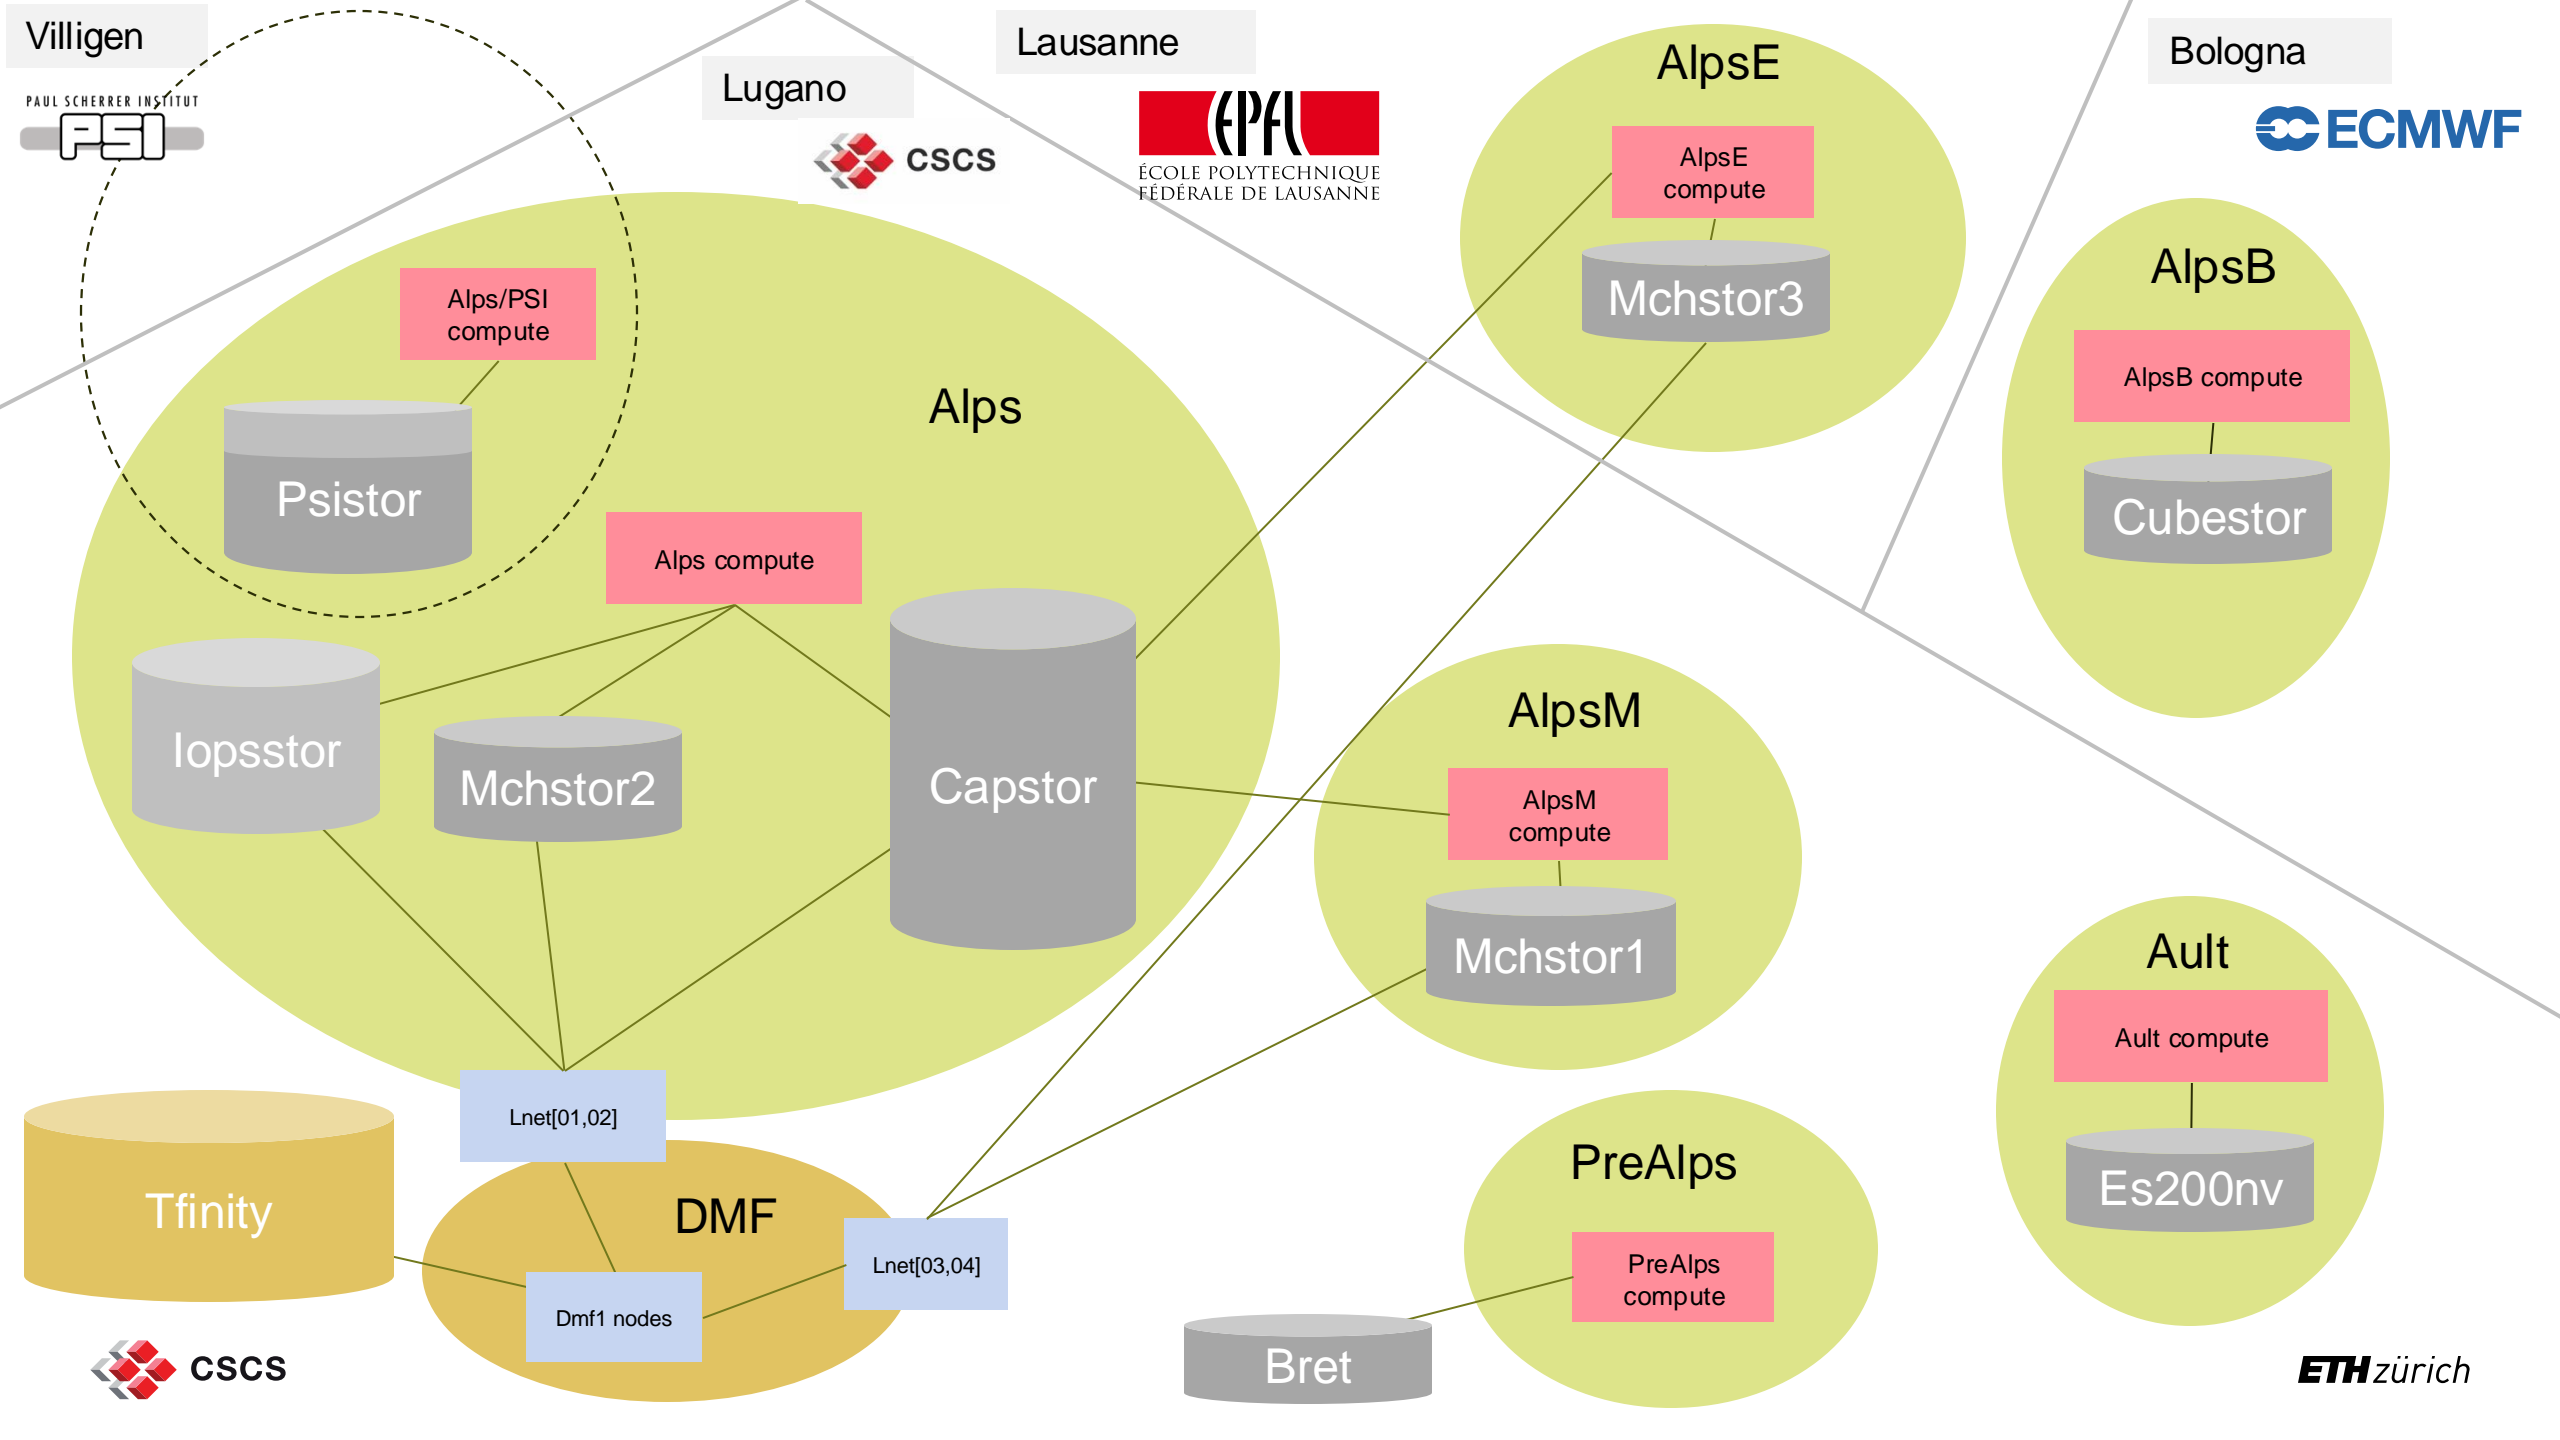 Villigen
PAUL SCHERRER INSTITUT
PSI
Lugano
CSCS
Lausanne
EPFL
ÉCOLE POLYTECHNIQUE
FÉDÉRALE DE LAUSANNE
AlpsE
AlpsE
compute
Mchstor3
Bologna
ECMWF
AlpsB
AlpsB compute
Cubestor
Alps/PSI
compute
Psistor
Alps
Alps compute
Iopsstor
Mchstor2
Capstor
AlpsM
AlpsM
compute
Mchstor1
Ault
Ault compute
Es200nv
Lnet[01,02]
Tfinity
DMF
Lnet[03,04]
Dmf1 nodes
PreAlps
PreAlps
compute
Bret
CSCS
ETHzürich